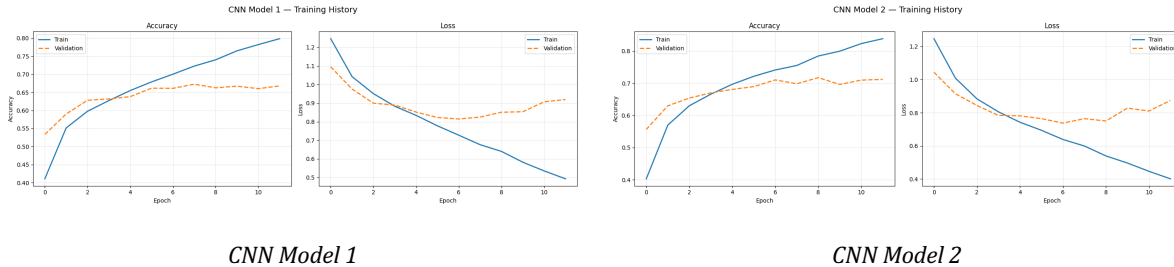 CNN Model 1 — Training History
Accuracy
Train
Validation
0.80
0.75
0.70
0.65
0.60
0.55
0.50
0.45
0.40
Accuracy
0
2
4
6
8
10
Epoch
Loss
Train
Validation
1.2
1.1
1.0
0.9
0.8
0.7
0.6
0.5
Loss
0
2
4
6
8
10
Epoch
CNN Model 2 — Training History
Accuracy
Train
Validation
0.8
0.7
0.6
0.5
0.4
Accuracy
0
2
4
6
8
10
Epoch
Loss
Train
Validation
1.2
1.0
0.8
0.6
0.4
Loss
0
2
4
6
8
10
Epoch
CNN Model 1
CNN Model 2